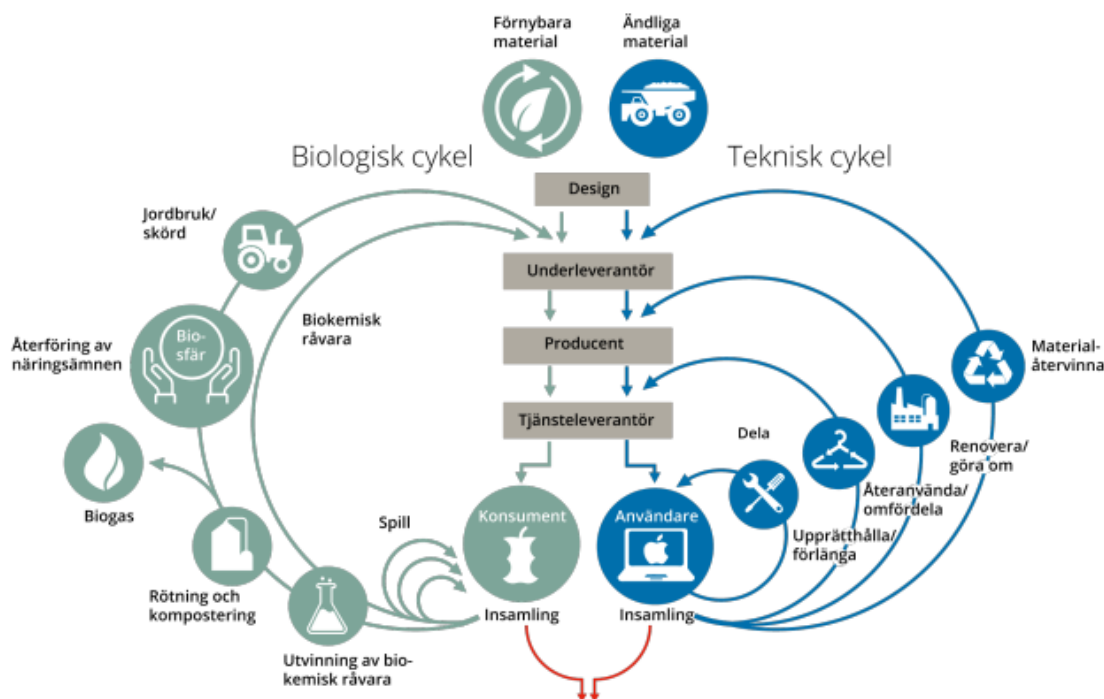 Förnybara
material
Ändliga
material
Biologisk cykel
Teknisk cykel
Design
Jordbruk/
skörd
Underleverantör
Biokemisk
råvara
Bio-
sfär
Återföring av
näringsämnen
Producent
Material-
återvinna
Tjänsteleverantör
Dela
Renovera/
göra om
Återanvända/
omfördela
Biogas
Spill
Konsument
Användare
Upprätthålla/
förlänga
Rötning och
kompostering
Insamling
Insamling
Utvinning av bio-
kemisk råvara